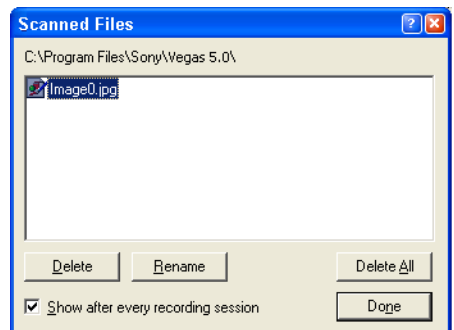 Scanned Files
C:\Program Files\Sony\Vegas 5.0\
Image0.jpg
Delete Rename Delete All
Show after every recording session Done